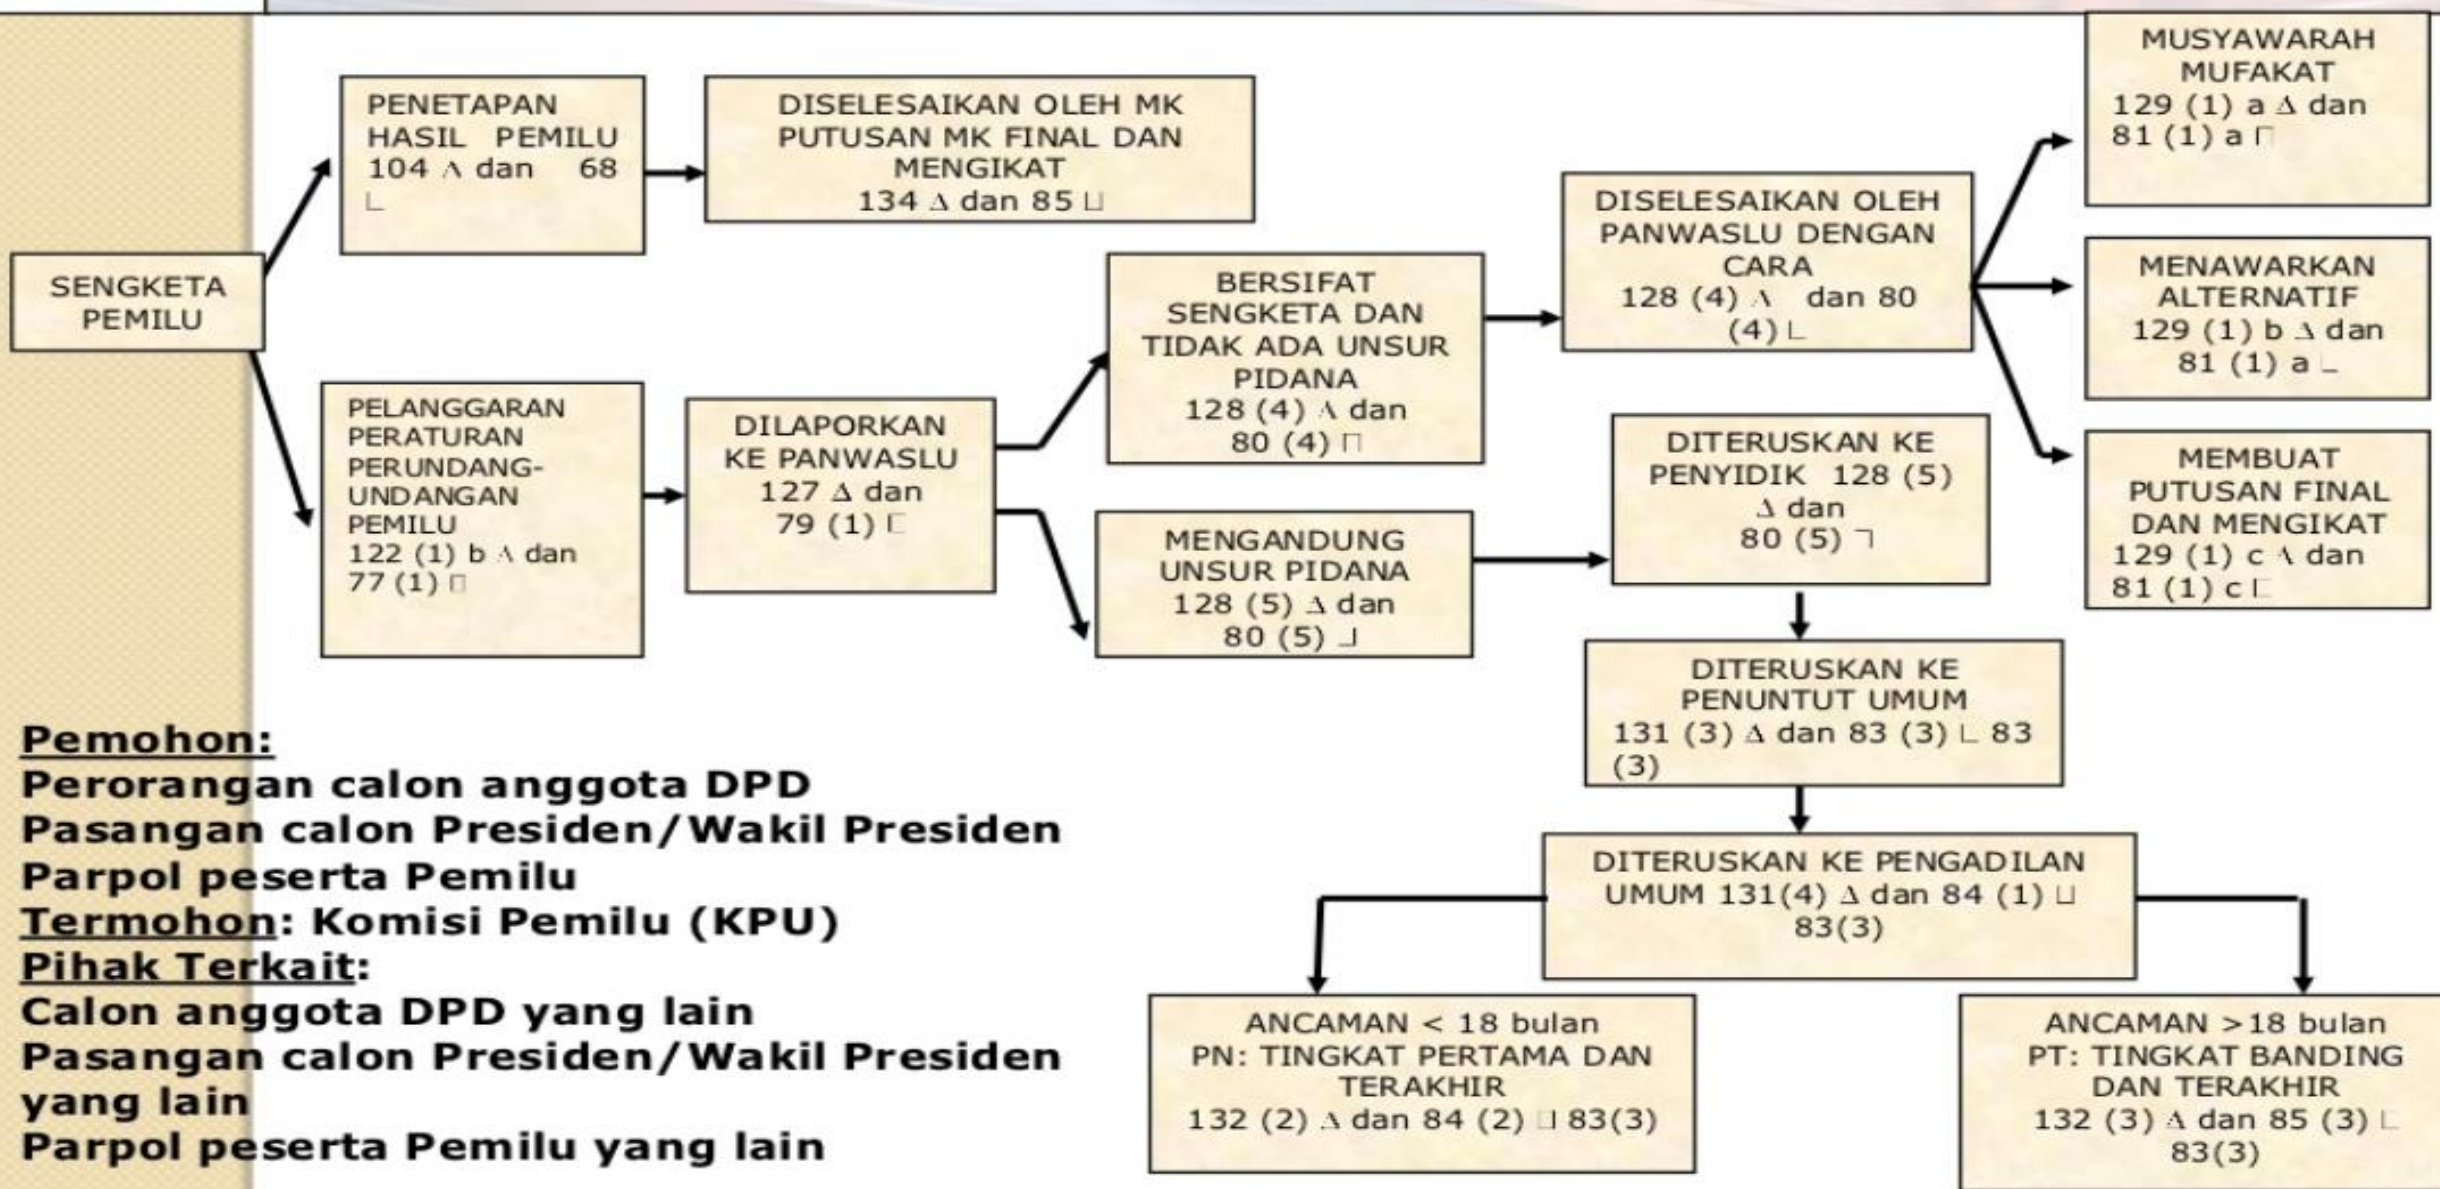 SENGKETA
PEMILU
PENETAPAN
HASIL PEMILU
104 Δ dan 68
∟
DISELESAIKAN OLEH MK
PUTUSAN MK FINAL DAN
MENGIKAT
134 Δ dan 85 ⊔
PELANGGARAN
PERATURAN
PERUNDANG-
UNDANGAN
PEMILU
122 (1) b Δ dan
77 (1) □
DILAPORKAN
KE PANWASLU
127 Δ dan
79 (1) □
BERSIFAT
SENGKETA DAN
TIDAK ADA UNSUR
PIDANA
128 (4) Δ dan
80 (4) □
MENGANDUNG
UNSUR PIDANA
128 (5) Δ dan
80 (5) □
DISELESAIKAN OLEH
PANWASLU DENGAN
CARA
128 (4) Δ dan 80
(4) □
MUSYAWARAH
MUFAKAT
129 (1) a Δ dan
81 (1) a □
MENAWARKAN
ALTERNATIF
129 (1) b Δ dan
81 (1) a □
MEMBUAT
PUTUSAN FINAL
DAN MENGIKAT
129 (1) c Δ dan
81 (1) c □
DITERUSKAN KE
PENYIDIK 128 (5)
Δ dan
80 (5) □
DITERUSKAN KE
PENUNTUT UMUM
131 (3) Δ dan 83 (3) □ 83
(3)
DITERUSKAN KE PENGADILAN
UMUM 131(4) Δ dan 84 (1) □
83(3)
ANCAMAN < 18 bulan
PN: TINGKAT PERTAMA DAN
TERAKHIR
132 (2) Δ dan 84 (2) □ 83(3)
ANCAMAN >18 bulan
PT: TINGKAT BANDING
DAN TERAKHIR
132 (3) Δ dan 85 (3) □
83(3)
Pemohon:
Perorangan calon anggota DPD
Pasangan calon Presiden/Wakil Presiden
Parpol peserta Pemilu
Termohon: Komisi Pemilu (KPU)
Pihak Terkait:
Calon anggota DPD yang lain
Pasangan calon Presiden/Wakil Presiden
yang lain
Parpol peserta Pemilu yang lain